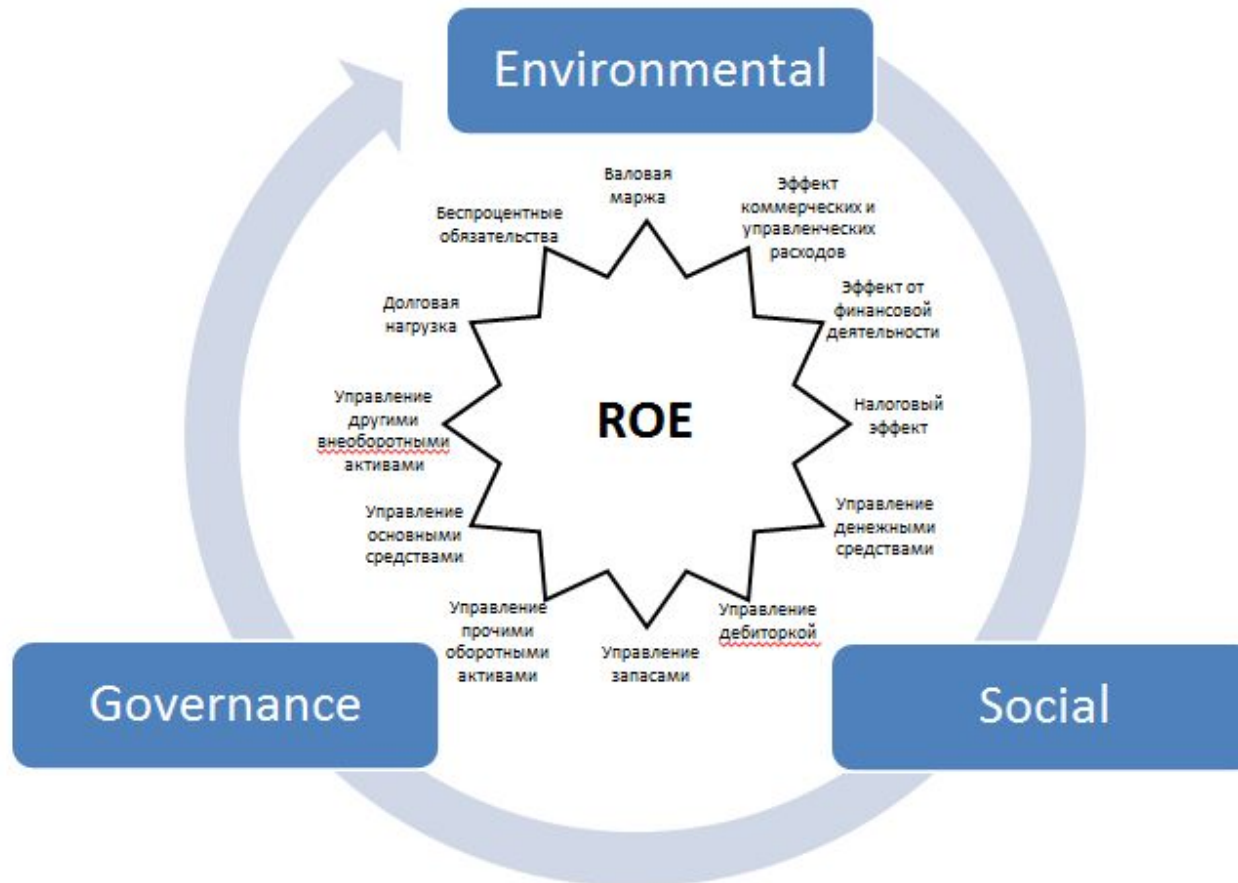 Environmental
Валовая
маржа
Эффект
коммерческих и
управленческих
расходов
Эффект от
финансовой
деятельности
Налоговый
эффект
Управление
денежными
средствами
Управление
дебиторкой
Управление
запасами
Управление
прочими
оборотными
активами
Управление
основными
средствами
Управление
другими
внеоборотными
активами
Долговая
нагрузка
Беспроцентные
обязательства
ROE
Social
Governance